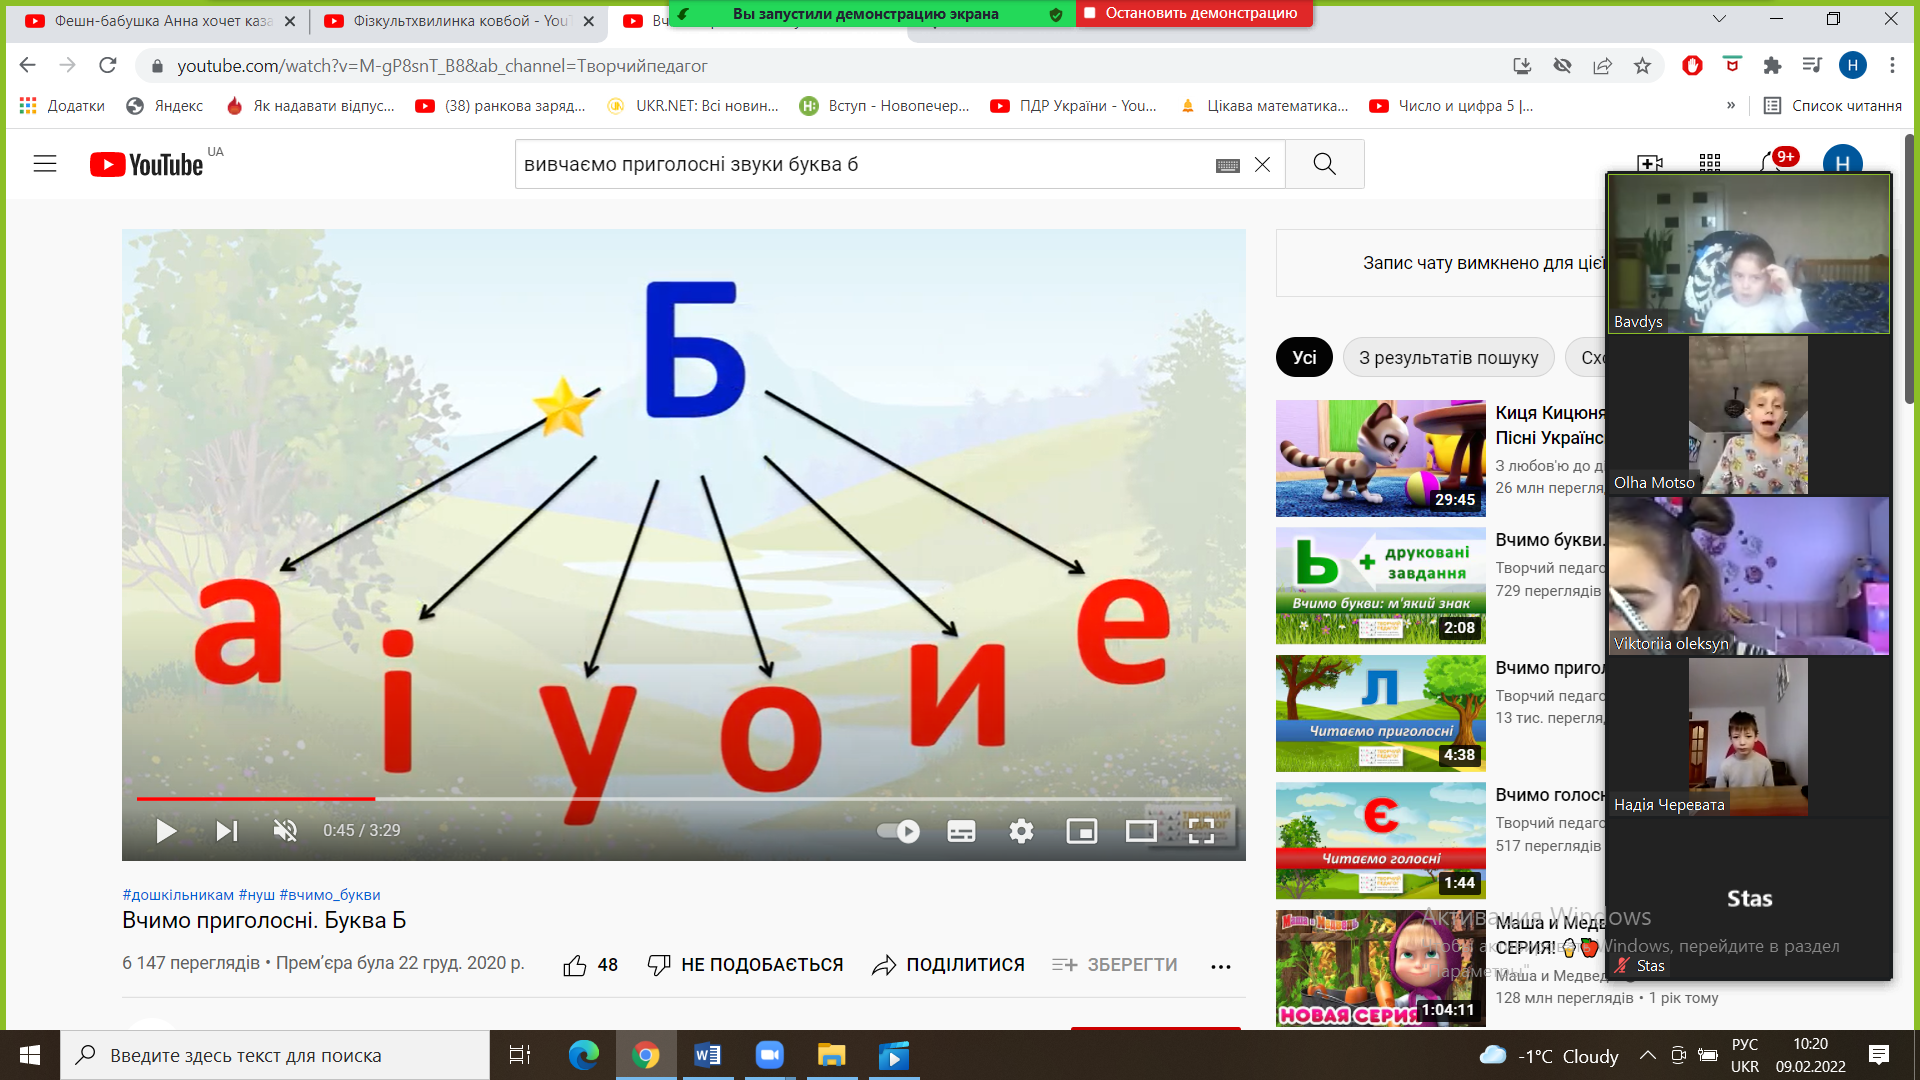 Вы запустили демонстрацию экрана
Остановить демонстрацию
Фешн-бабушка Анна хочет каза
Фізкультхвилинка ковбой - YouT
youtube.com/watch?v=M-gP8snT_B8&ab_channel=Творчийпедагог
H
Додатки
Яндекс
Як надавати відпус...
(38) ранкова заряд...
UKR.NET: Всі новин...
Вступ - Новопечер...
ПДР України - You...
Цікава математика...
Число и цифра 5 |...
»
Список читання
YouTube UA
вивчаємо приголосні звуки буква б
9+
H
Б
а
і
у
о
и
е
0:45 / 3:29
#дошкільникам #нуш #вчимо_букви
Вчимо приголосні. Буква Б
6 147 переглядів • Прем'єра була 22 груд. 2020 р.
48
НЕ ПОДОБАЄТЬСЯ
ПОДІЛИТИСЯ
ЗБЕРЕГТИ
Запис чату вимкнено для цієї
Усі
З результатів пошуку
Киця Кицюня
Пісні Українсь
З любов'ю до ді
26 млн перегля
29:45
Ь + друковані
завдання
Вчимо букви: м'який знак
2:08
Вчимо букви.
Творчий педаго
729 переглядів
л
Читаємо приголосні
4:38
Вчимо пригол
Творчий педаго
13 тис. перегля
є
Читаємо голосні
1:44
Вчимо голосн
Творчий педаго
517 переглядів
Маша и Медведь
НОВАЯ СЕРИЯ
1:04:11
Маша и Медв
СЕРИЯ!
Маша и Медвед
128 млн переглядів • 1 рік тому
Bavdys
Olha Motso
Viktoriia oleksyn
Надія Черевата
Stas
Stas
Активация Windows
Чтобы активировать Windows, перейдите в раздел
"Параметры".
Введите здесь текст для поиска
-1°C Cloudy
РУС
UKR
10:20
09.02.2022